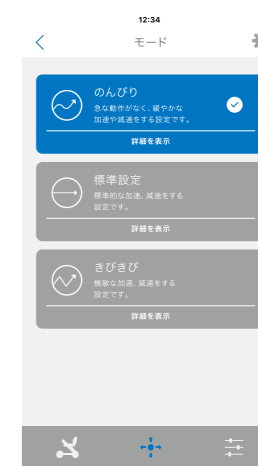 12:34
モード
のんびり
急な動作がなく、緩やかな
加速や減速をする設定です。
詳細を表示
標準設定
標準的な加速、減速をする
設定です。
詳細を表示
きびきび
機敏な加速、減速をする
設定です。
詳細を表示